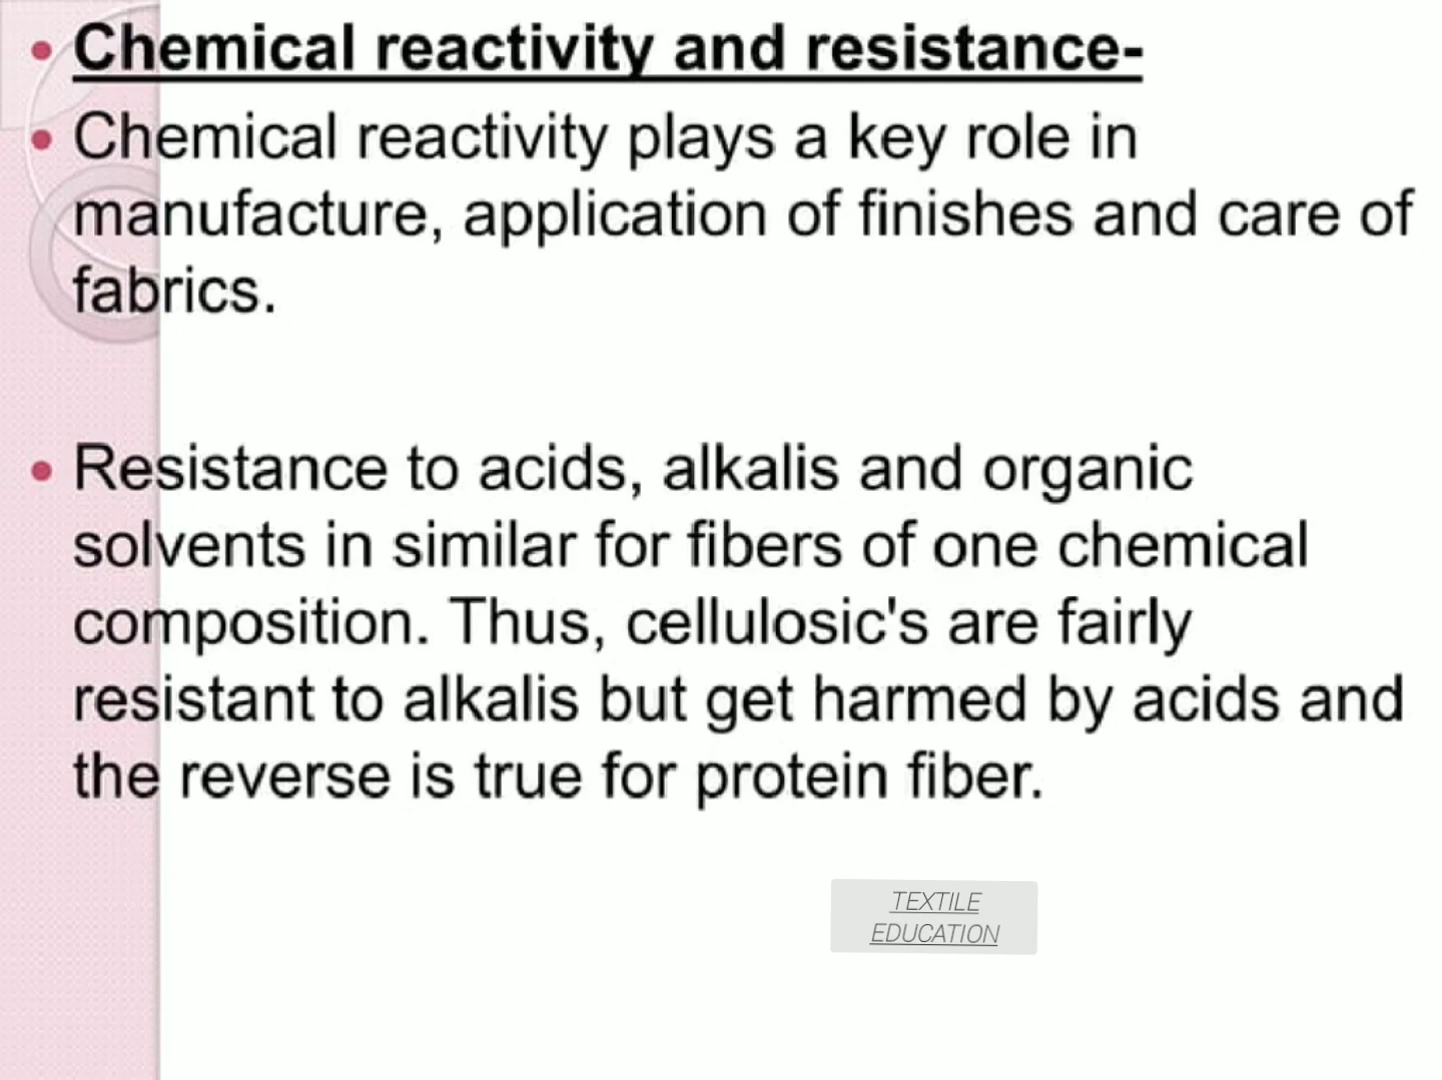 Chemical reactivity and resistance-
Chemical reactivity plays a key role in
manufacture, application of finishes and care of
fabrics.
Resistance to acids, alkalis and organic
solvents in similar for fibers of one chemical
composition. Thus, cellulosic's are fairly
resistant to alkalis but get harmed by acids and
the reverse is true for protein fiber.
TEXTILE
EDUCATION